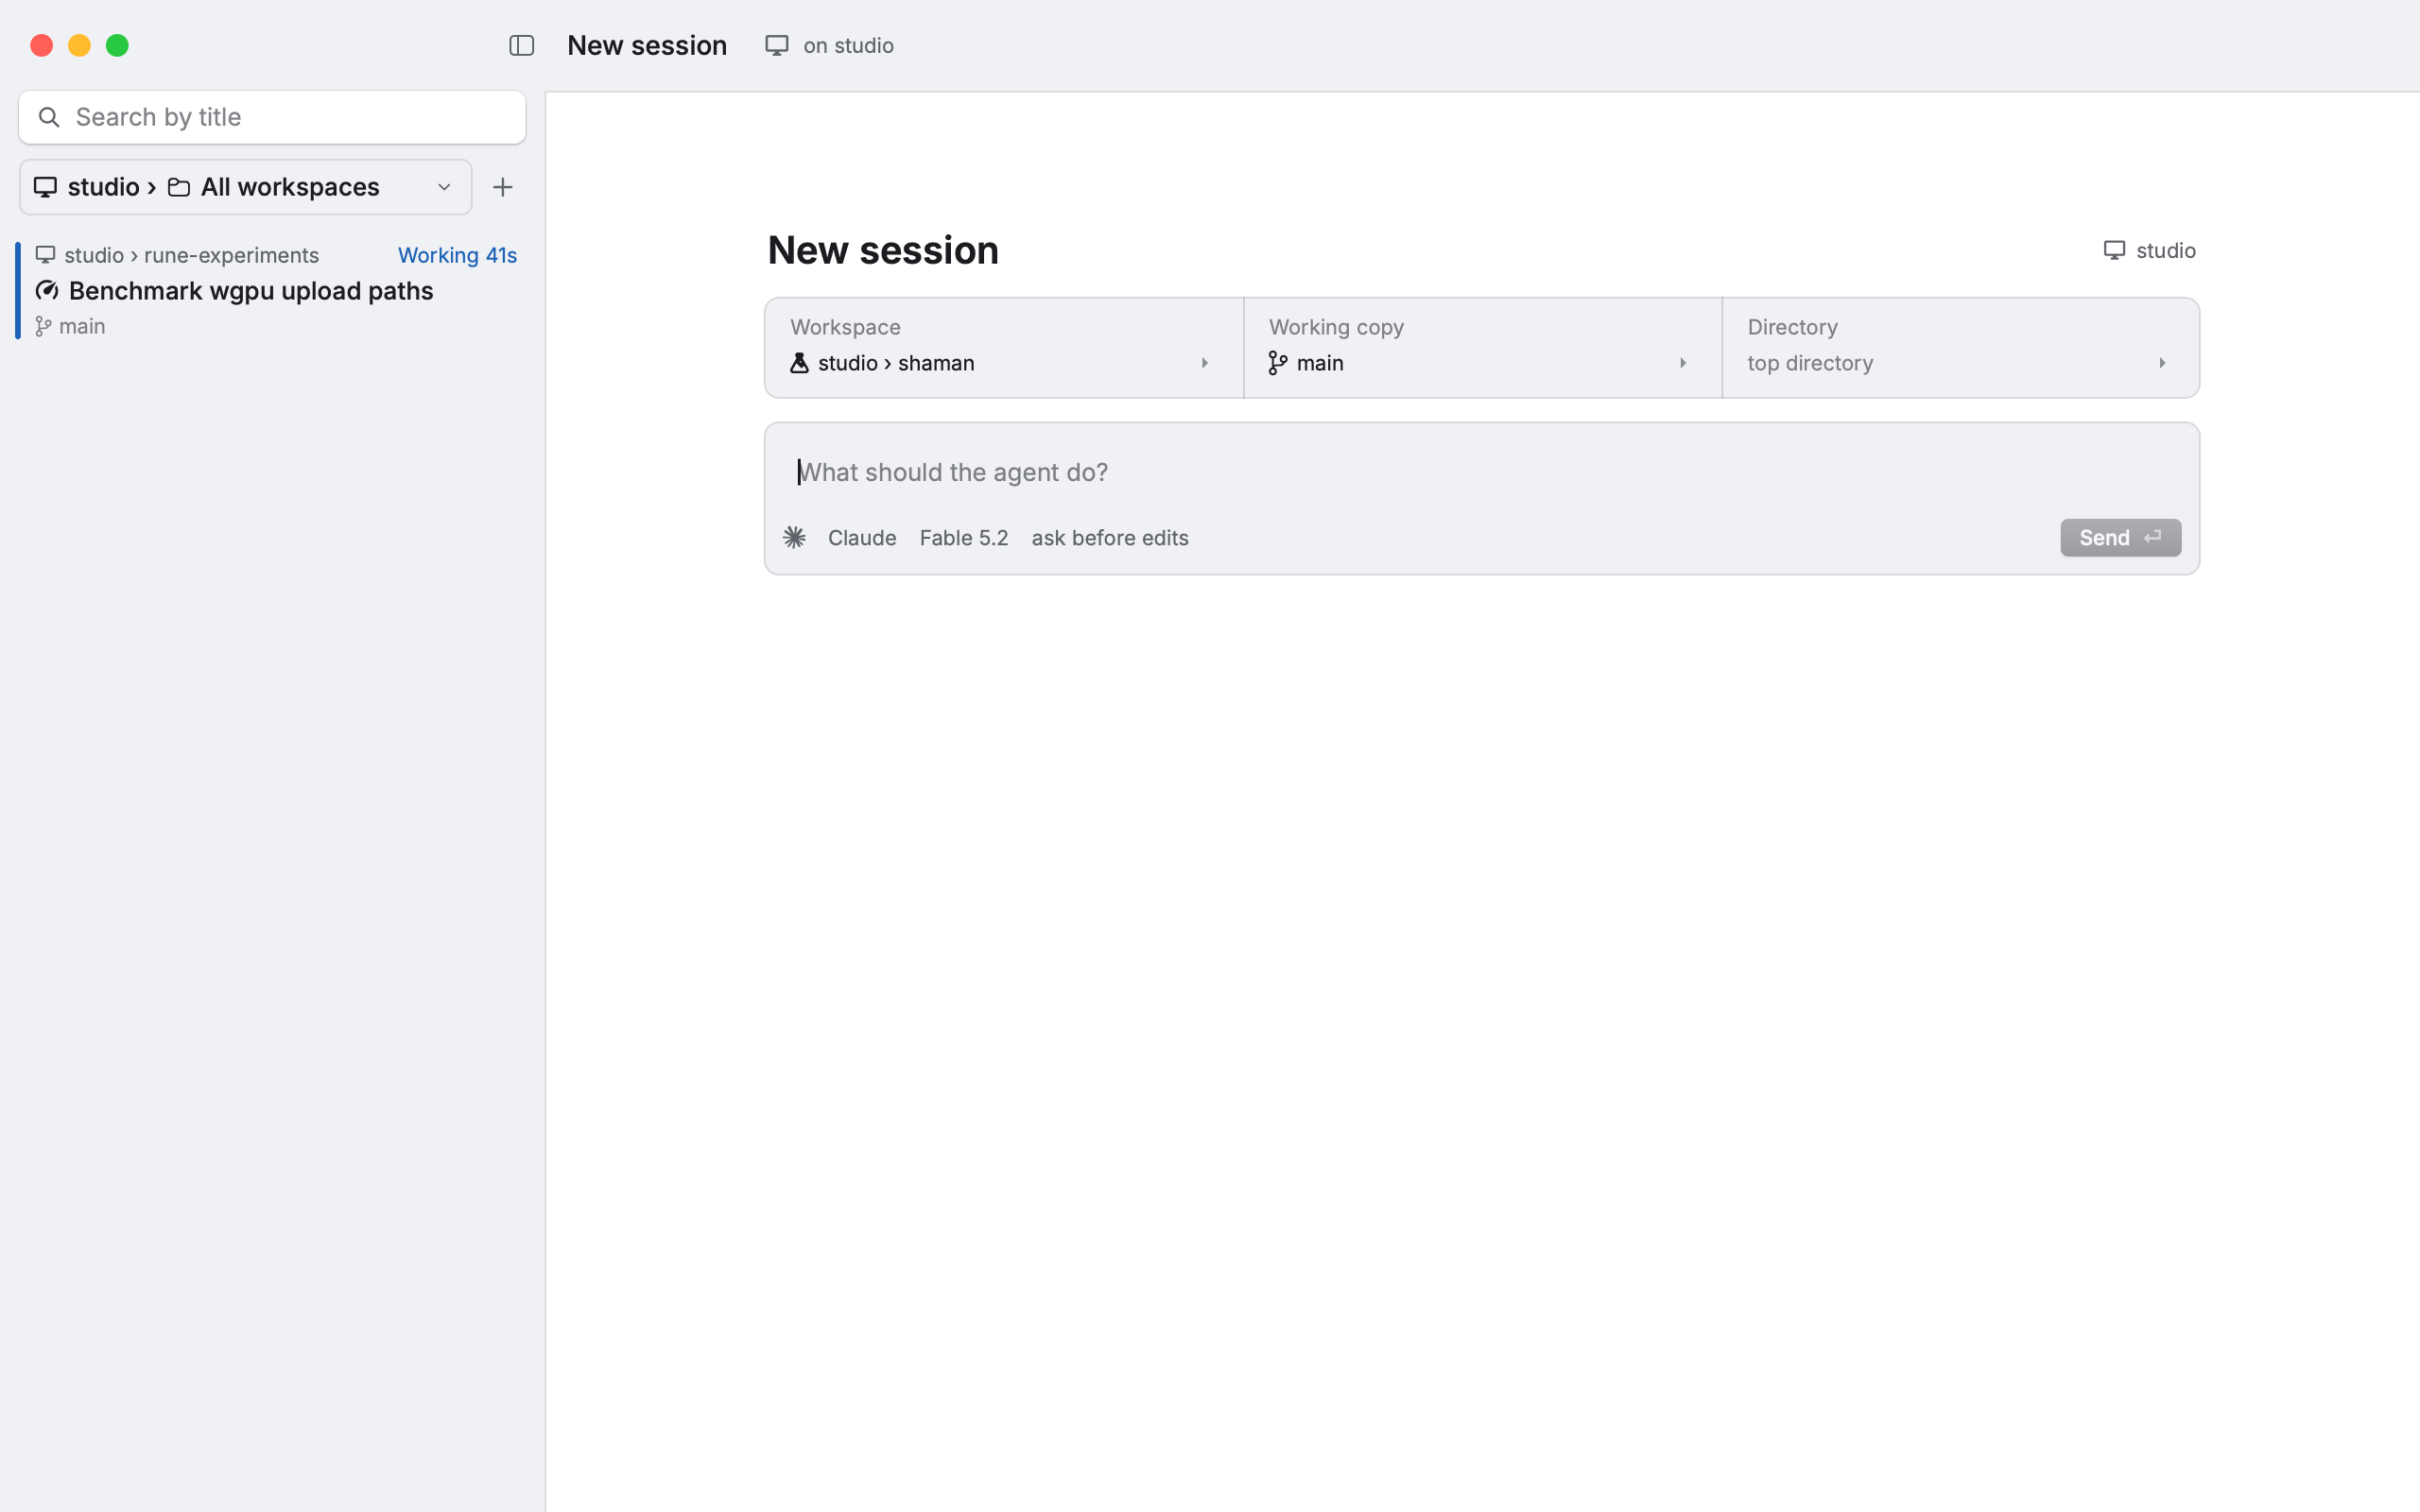 New session on studio
Search by title
studio › All workspaces
studio › rune-experiments Working 41s
Benchmark wgpu upload paths
main
New session studio
Workspace Working copy Directory
studio › shaman main top directory
What should the agent do?
Claude Fable 5.2 ask before edits Send